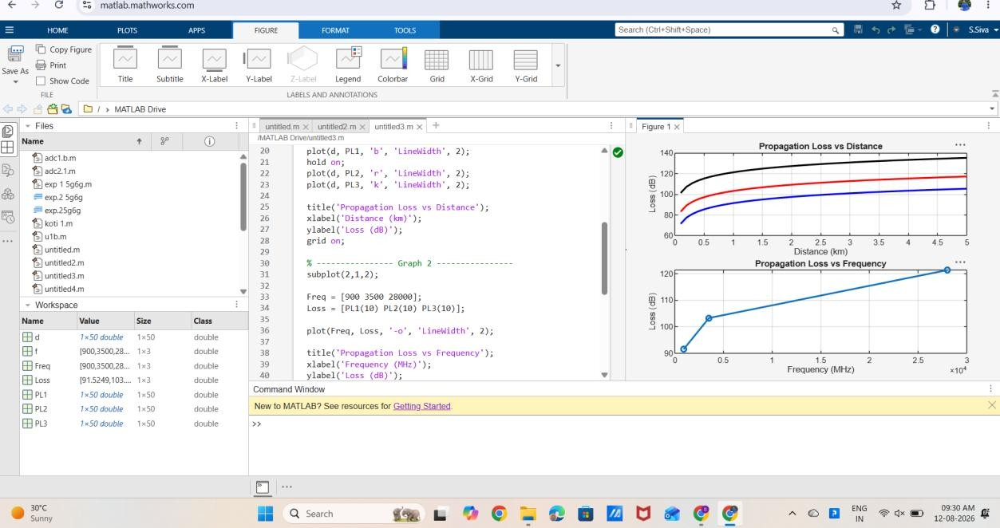 matlab.mathworks.com
HOME PLOTS APPS FIGURE FORMAT TOOLS Search (Ctrl+Shift+Space) S.Siva
Save As
Copy Figure
Print
Show Code
FILE
Title Subtitle X-Label Y-Label Z-Label Legend Colorbar Grid X-Grid Y-Grid
LABELS AND ANNOTATIONS
/ › MATLAB Drive
Files
Name
adc1.b.m
adc2.1.m
exp 1 5g6g.m
exp.2 5g6g
exp.25g6g
koti 1.m
u1b.m
untitled.m
untitled2.m
untitled3.m
untitled4.m
Workspace
Name Value Size Class
d 1×50 double 1×50 double
f [900,3500,28... 1×3 double
Freq [900,3500,28... 1×3 double
Loss [91.5249,103.... 1×3 double
PL1 1×50 double 1×50 double
PL2 1×50 double 1×50 double
PL3 1×50 double 1×50 double
untitled.m × untitled2.m × untitled3.m × +
/MATLAB Drive/untitled3.m
20 plot(d, PL1, 'b', 'LineWidth', 2);
21 hold on;
22 plot(d, PL2, 'r', 'LineWidth', 2);
23 plot(d, PL3, 'k', 'LineWidth', 2);
24
25 title('Propagation Loss vs Distance');
26 xlabel('Distance (km)');
27 ylabel('Loss (dB)');
28 grid on;
29
30 % ---------------- Graph 2 ----------------
31 subplot(2,1,2);
32
33 Freq = [900 3500 28000];
34 Loss = [PL1(10) PL2(10) PL3(10)];
35
36 plot(Freq, Loss, '-o', 'LineWidth', 2);
37
38 title('Propagation Loss vs Frequency');
39 xlabel('Frequency (MHz)');
40 ylabel('Loss (dB)');
Figure 1 ×
Propagation Loss vs Distance
140
120
100
80
60
Loss (dB)
0 0.5 1 1.5 2 2.5 3 3.5 4 4.5 5
Distance (km)
Propagation Loss vs Frequency
120
110
100
90
Loss (dB)
0 0.5 1 1.5 2 2.5 3
Frequency (MHz) ×10⁴
Command Window
New to MATLAB? See resources for Getting Started.
>>
30°C
Sunny
Search
ENG
IN
09:30 AM
12-08-2026